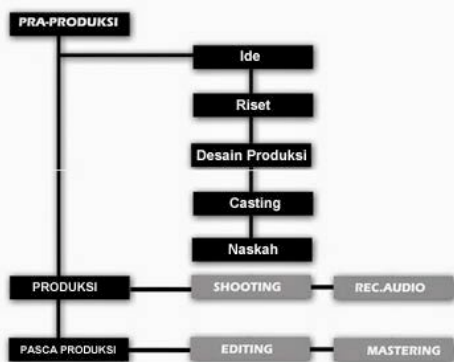 PRA-PRODUKSI
Ide
Riset
Desain Produksi
Casting
Naskah
PRODUKSI
SHOOTING
REC.AUDIO
PASCA PRODUKSI
EDITING
MASTERING